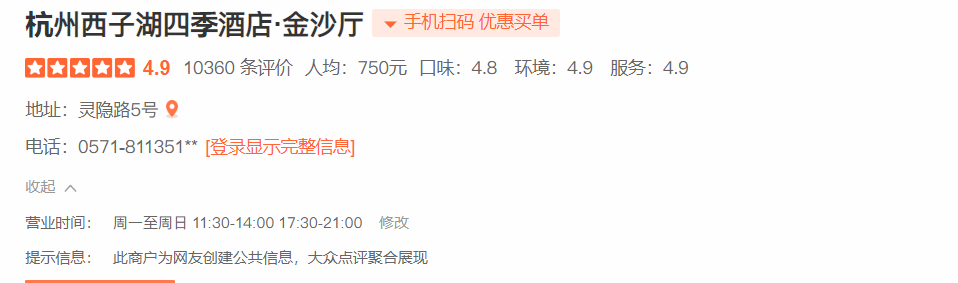 杭州西子湖四季酒店·金沙厅 手机扫码 优惠买单
4.9 10360 条评价 人均：750元 口味：4.8 环境：4.9 服务：4.9
地址：灵隐路5号
电话：0571-811351** [登录显示完整信息]
收起
营业时间： 周一至周日 11:30-14:00 17:30-21:00 修改
提示信息： 此商户为网友创建公共信息，大众点评聚合展现